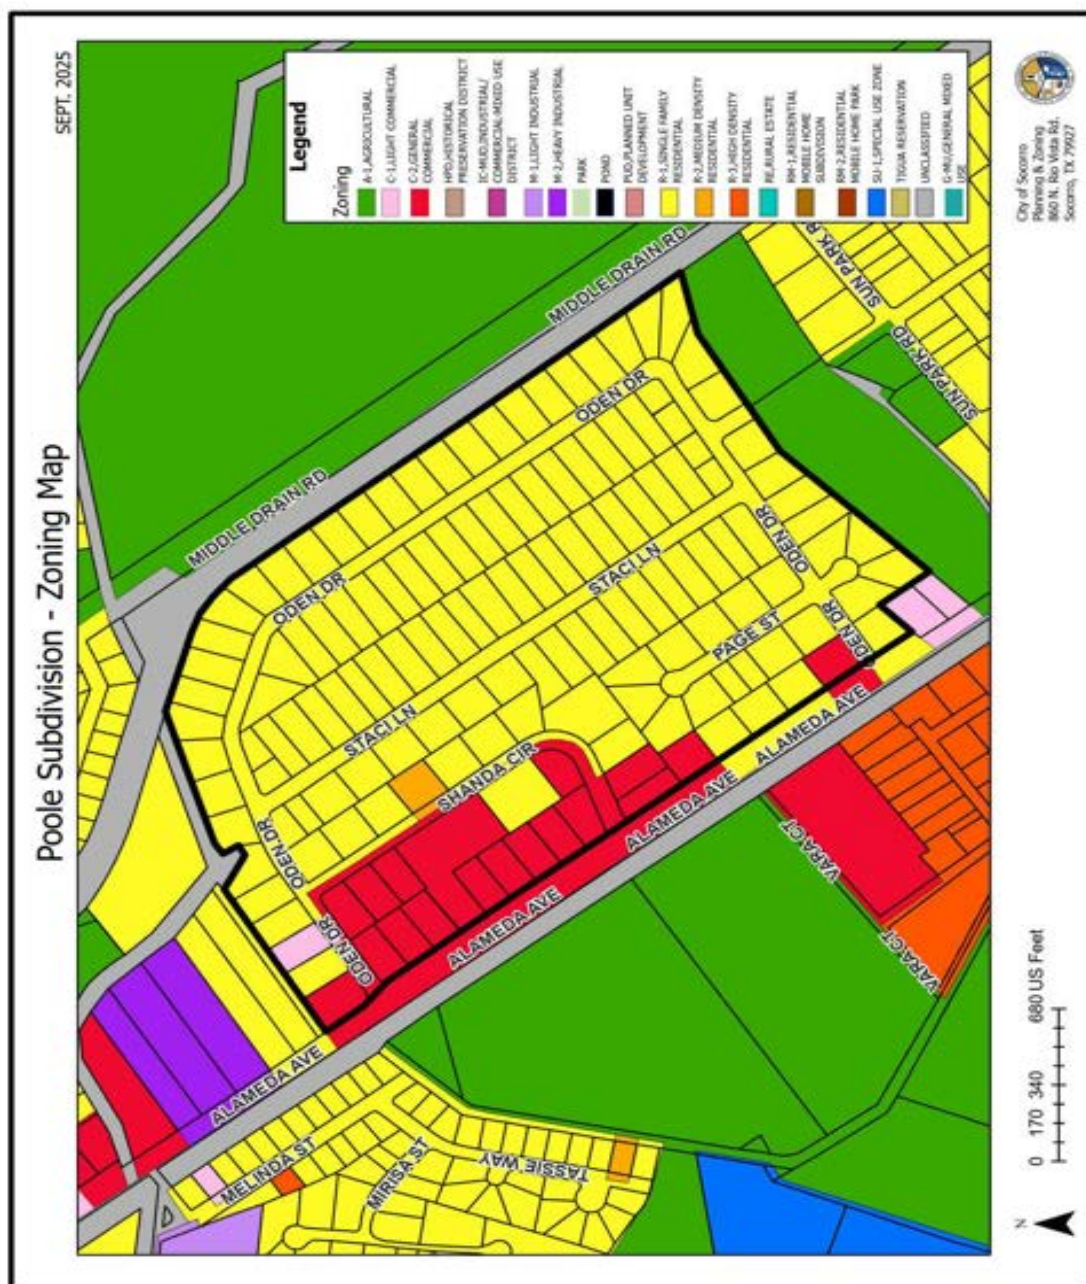 Poole Subdivision - Zoning Map
SEPT. 2025
Legend
Zoning
A-1,AGRICULTURAL
C-1,LIGHT COMMERCIAL
C-2,GENERAL
COMMERCIAL
HPD,HISTORICAL
PRESERVATION DISTRICT
IC-MUD,INDUSTRIAL/
COMMERCIAL-MIXED USE
DISTRICT
M-1,LIGHT INDUSTRIAL
M-2,HEAVY INDUSTRIAL
PARK
POND
PUD,PLANNED UNIT
DEVELOPMENT
R-1,SINGLE FAMILY
RESIDENTIAL
R-2,MEDIUM DENSITY
RESIDENTIAL
R-3,HIGH DENSITY
RESIDENTIAL
RE,RURAL ESTATE
RM-1,RESIDENTIAL
MOBILE HOME
SUBDIVISION
RM-2,RESIDENTIAL
MOBILE HOME PARK
SU-1,SPECIAL USE ZONE
TIGUA RESERVATION
UNCLASSIFIED
G-MU,GENERAL MIXED
USE
MIDDLE DRAIN RD
MIDDLE DRAIN RD
ODEN DR
ODEN DR
STACI LN
STACI LN
ODEN DR
ODEN DR
SHANDA CIR
PAGE ST
ODEN DR
DEN DR
SUN PARK R
SUN PARK RD
ALAMEDA AVE
ALAMEDA AVE
ALAMEDA AVE
ALAMEDA AVE
VARA CT
VARA CT
MELINDA ST
MIRISA ST
TASSIE WAY
N
0 170 340 680 US Feet
City of Socorro
Planning & Zoning
860 N. Rio Vista Rd.
Socorro, TX 79927